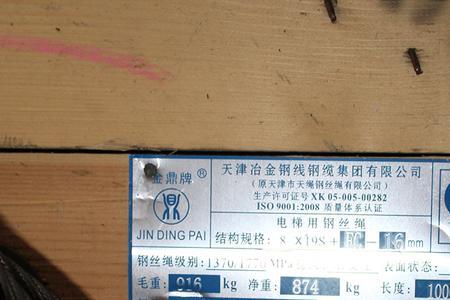 金鼎牌 ®
JIN DING PAI
天津冶金钢线钢缆集团有限公司
(原天津市天绳钢丝绳有限公司)
生产许可证号 XK 05-005-00282
ISO 9001:2008 质量体系认证
电梯用钢丝绳
结构规格: 8 X19S+FC-16mm
钢丝绳级别: 1370/1770 MPa 表面状态:
毛重: 916 kg 净重: 874 kg 长度: 100